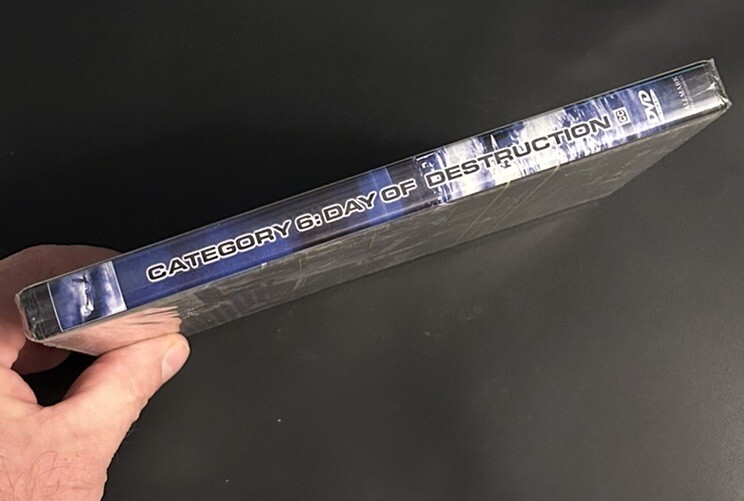 CATEGORY 6: DAY OF DESTRUCTION
DVD